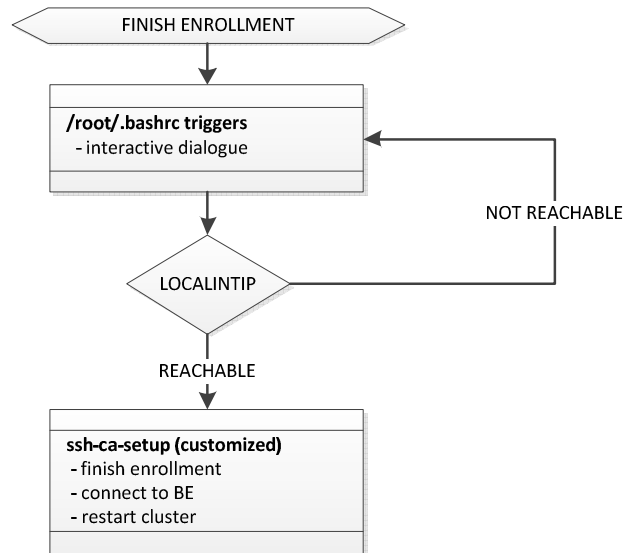 FINISH ENROLLMENT
/root/.bashrc triggers
- interactive dialogue
NOT REACHABLE
LOCALINTIP
REACHABLE
ssh-ca-setup (customized)
- finish enrollment
- connect to BE
- restart cluster